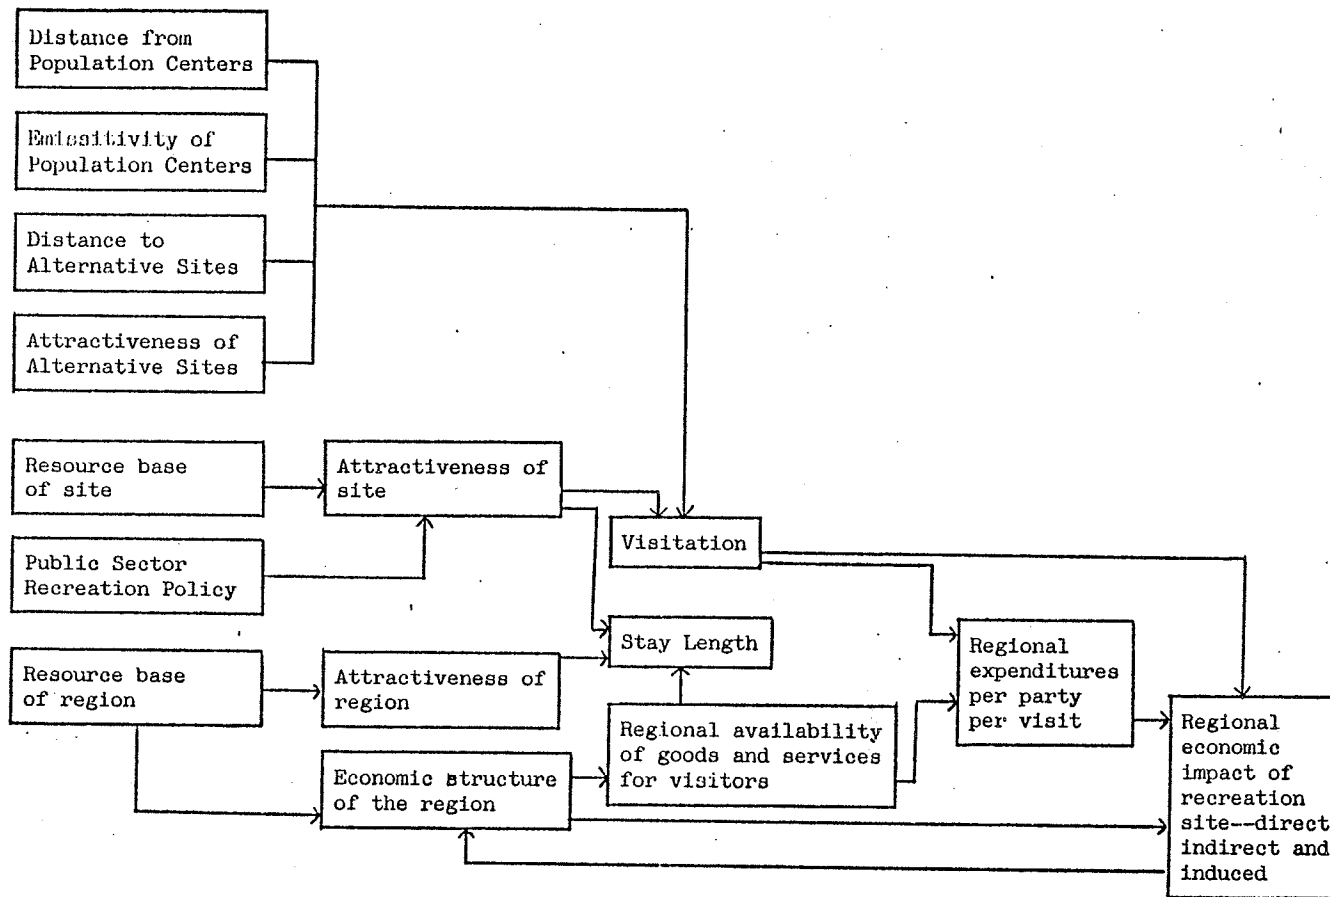 Distance from
Population Centers
Emissitivity of
Population Centers
Distance to
Alternative Sites
Attractiveness of
Alternative Sites
Resource base
of site
Attractiveness of
site
Public Sector
Recreation Policy
Visitation
Stay Length
Resource base
of region
Attractiveness of
region
Regional
expenditures
per party
per visit
Regional availability
of goods and services
for visitors
Economic structure
of the region
Regional
economic
impact of
recreation
site--direct
indirect and
induced